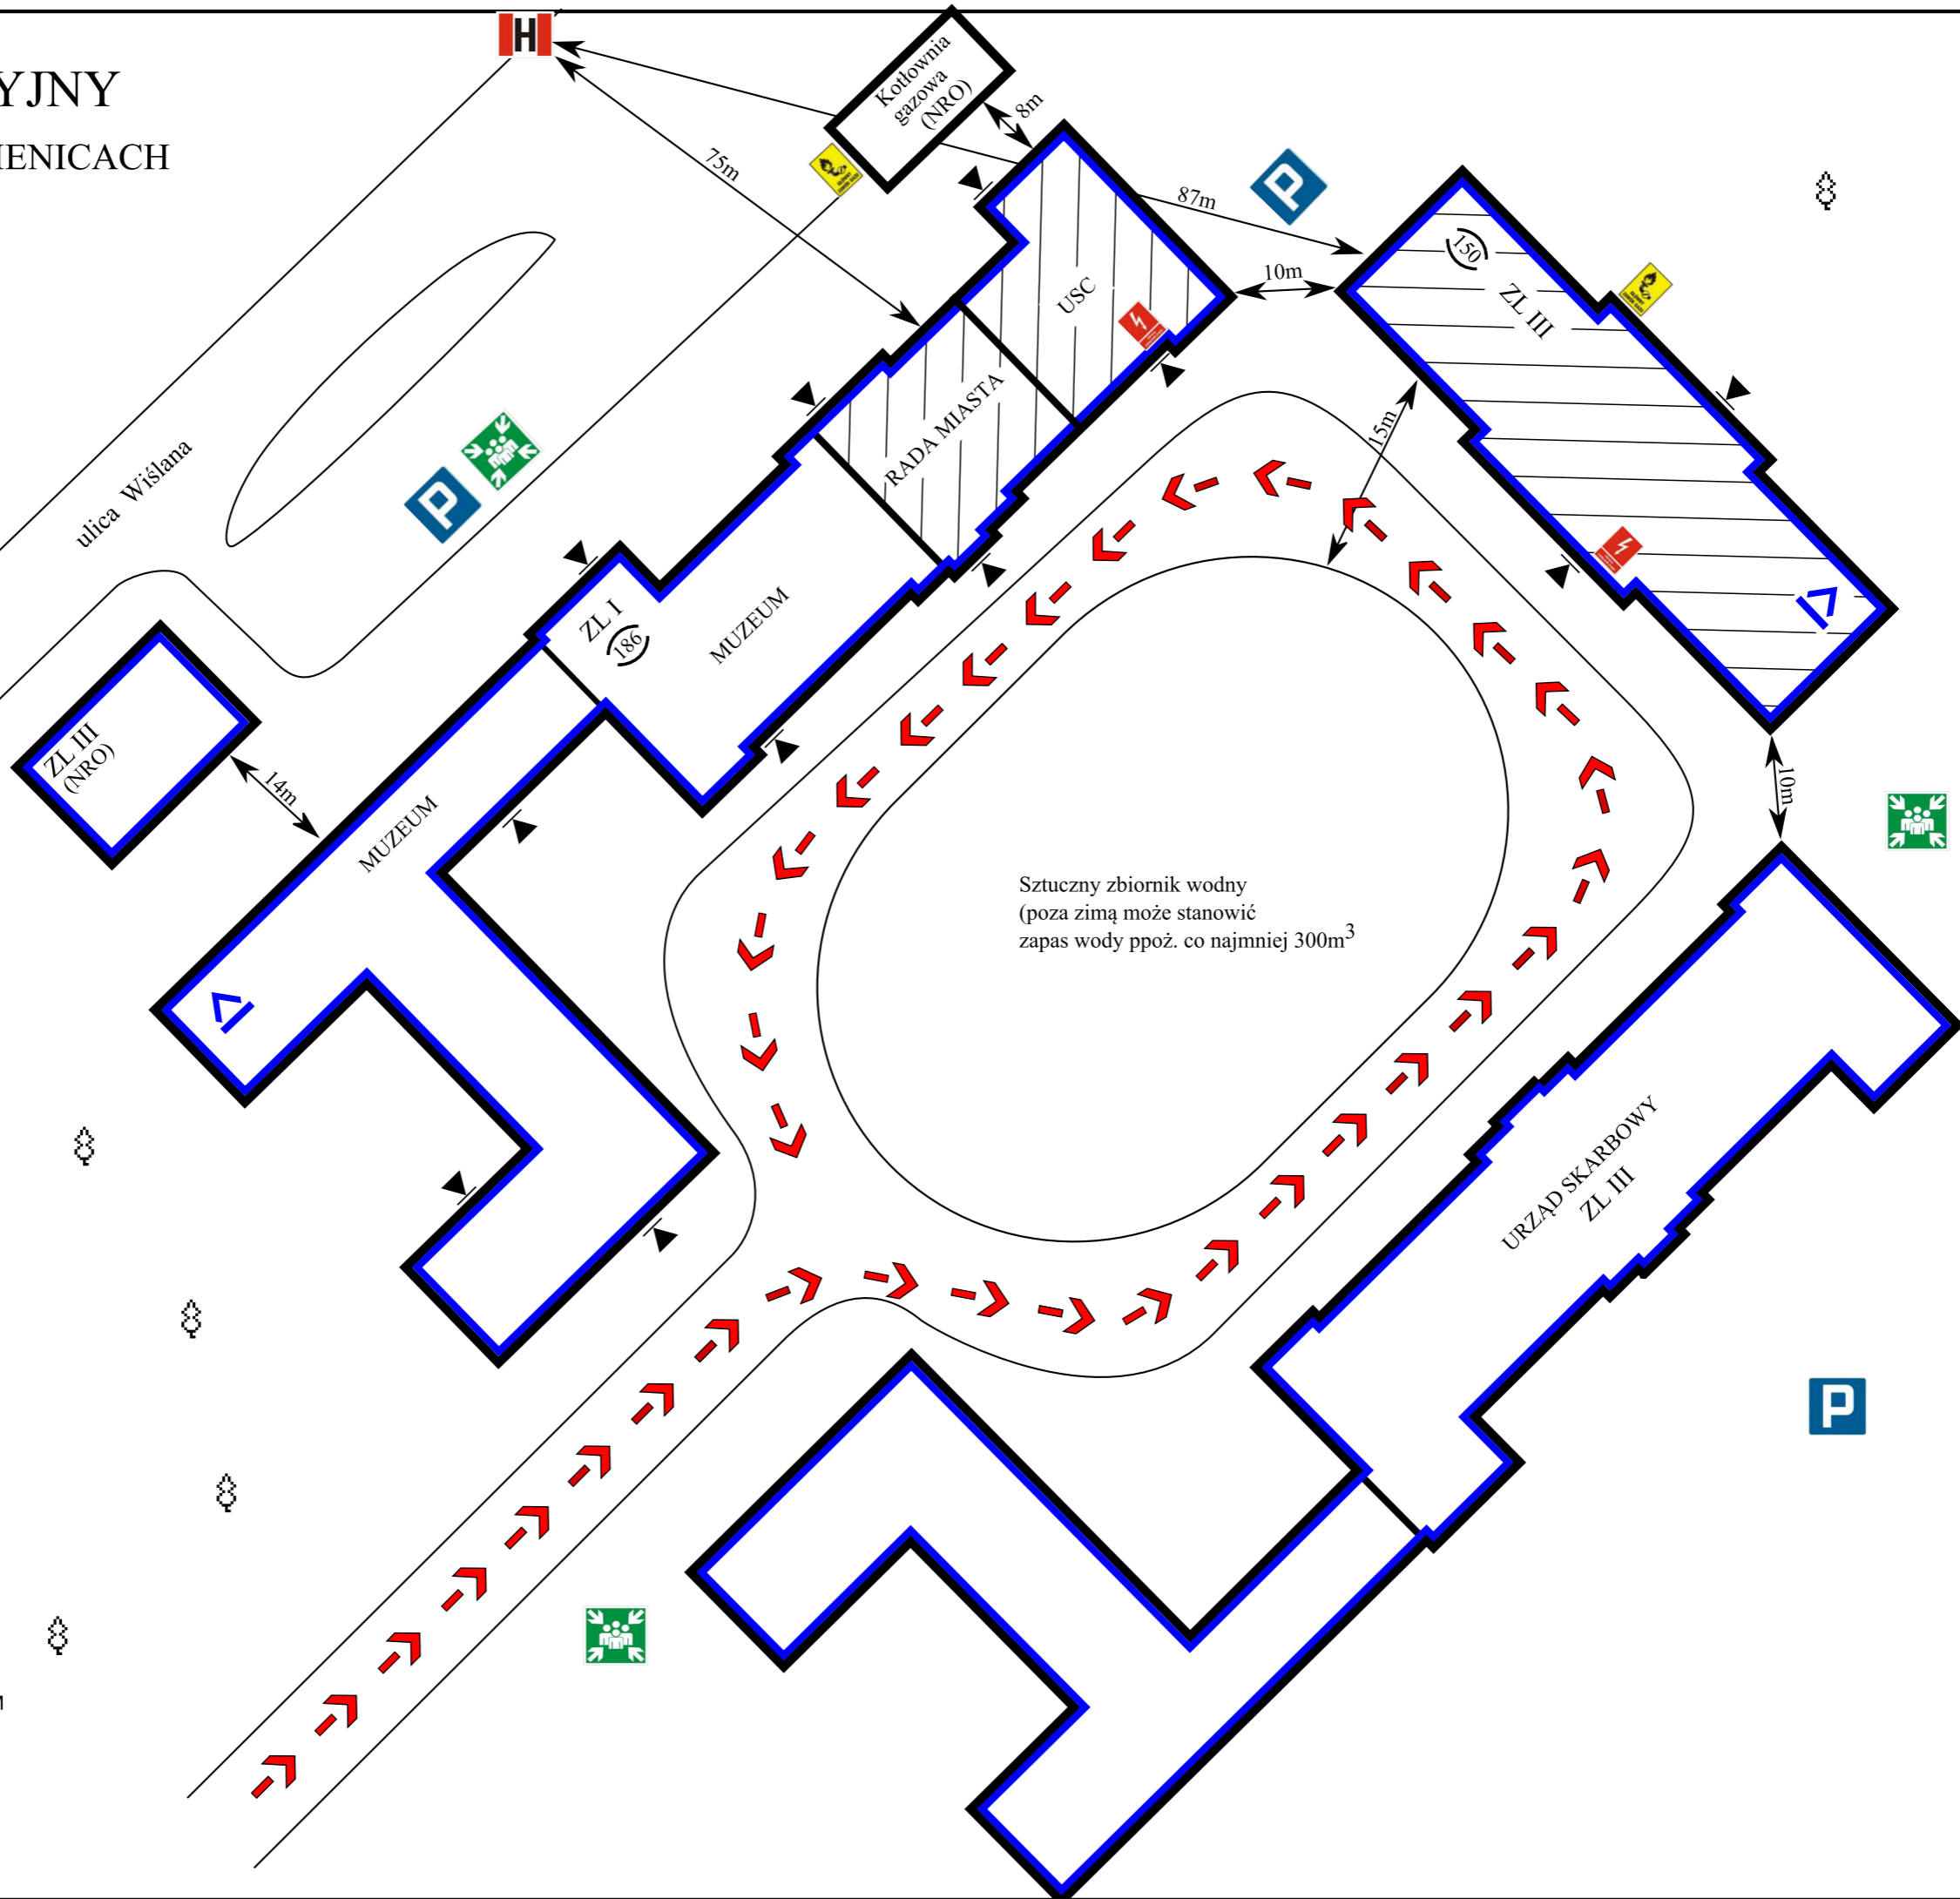 YJNY
IENICACH
H
Kotłownia
gazowa
(NRO)
8m
75m
87m
P
10m
150
ZL III
USC
RADA MIASTA
15m
ulica Wiślana
P
ZL I
186
MUZEUM
ZL III
(NRO)
14m
MUZEUM
10m
Sztuczny zbiornik wodny
(poza zimą może stanowić
zapas wody ppoż. co najmniej 300m³
URZĄD SKARBOWY
ZL III
P